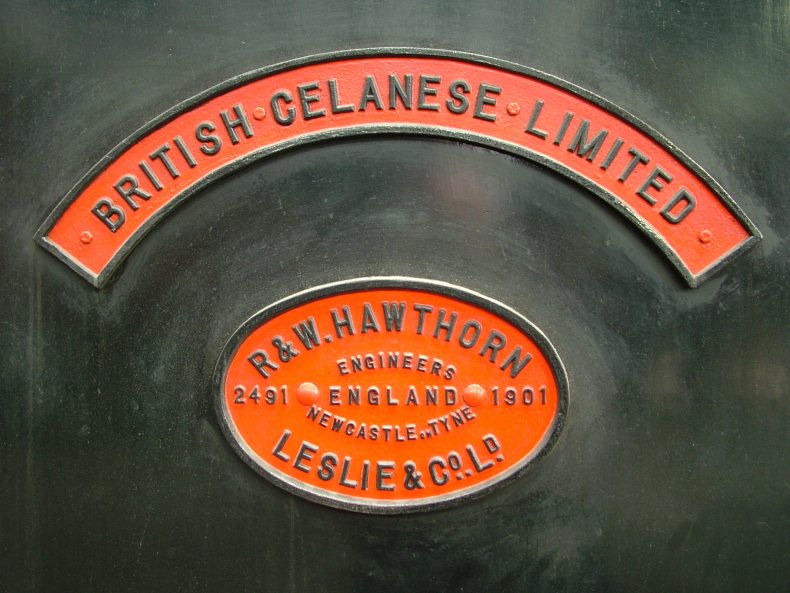 BRITISH · CELANESE · LIMITED
R&W. HAWTHORN
ENGINEERS
2491 ENGLAND 1901
NEWCASTLE ON TYNE
LESLIE & Co. LD.